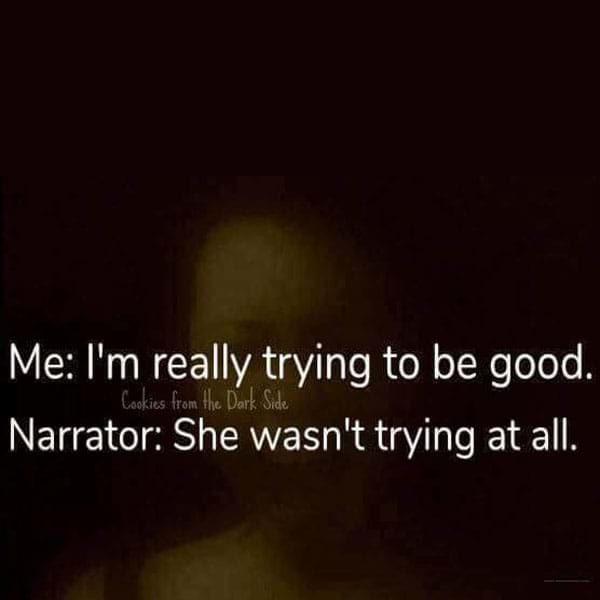 Me: I'm really trying to be good.
Cookies from the Dark Side
Narrator: She wasn't trying at all.